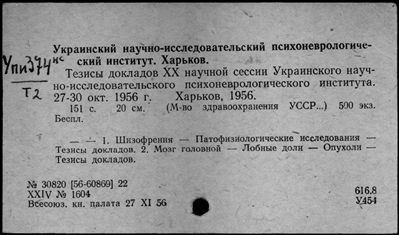 Украинский научно-исследовательский психоневрологиче-
ский институт. Харьков.
Тезисы докладов XX научной сессии Украинского науч-
но-исследовательского психоневрологического института.
27-30 окт. 1956 г. Харьков, 1956.
151 с. 20 см. (М-во здравоохранения УССР...) 500 экз.
Беспл.
— — 1. Шизофрения — Патофизиологические исследования —
Тезисы докладов. 2. Мозг головной — Лобные доли — Опухоли —
Тезисы докладов.
№ 30820 [56-60869] 22
XXIV № 1604
Всесоюз. кн. палата 27 XI 56
616.8
У454
Т2